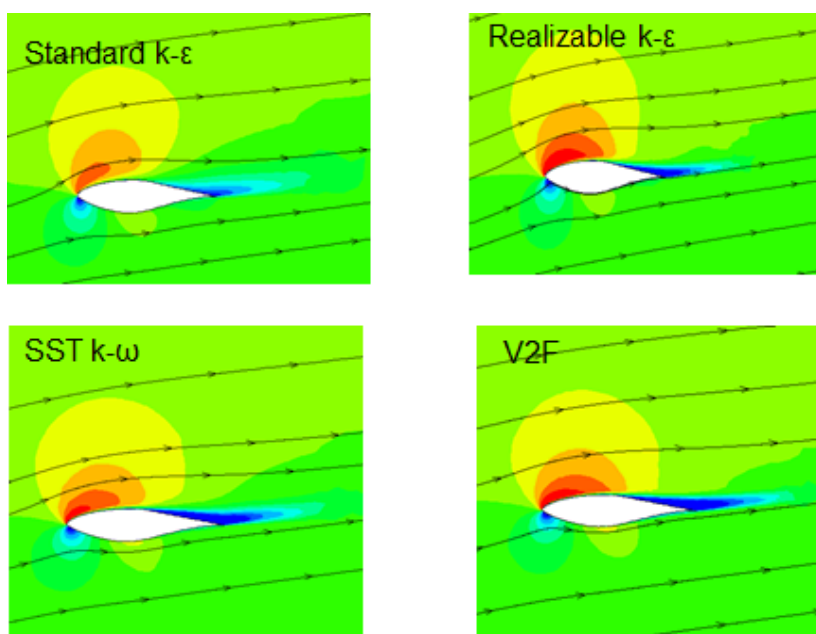 Standard k-ε
Realizable k-ε
SST k-ω
V2F